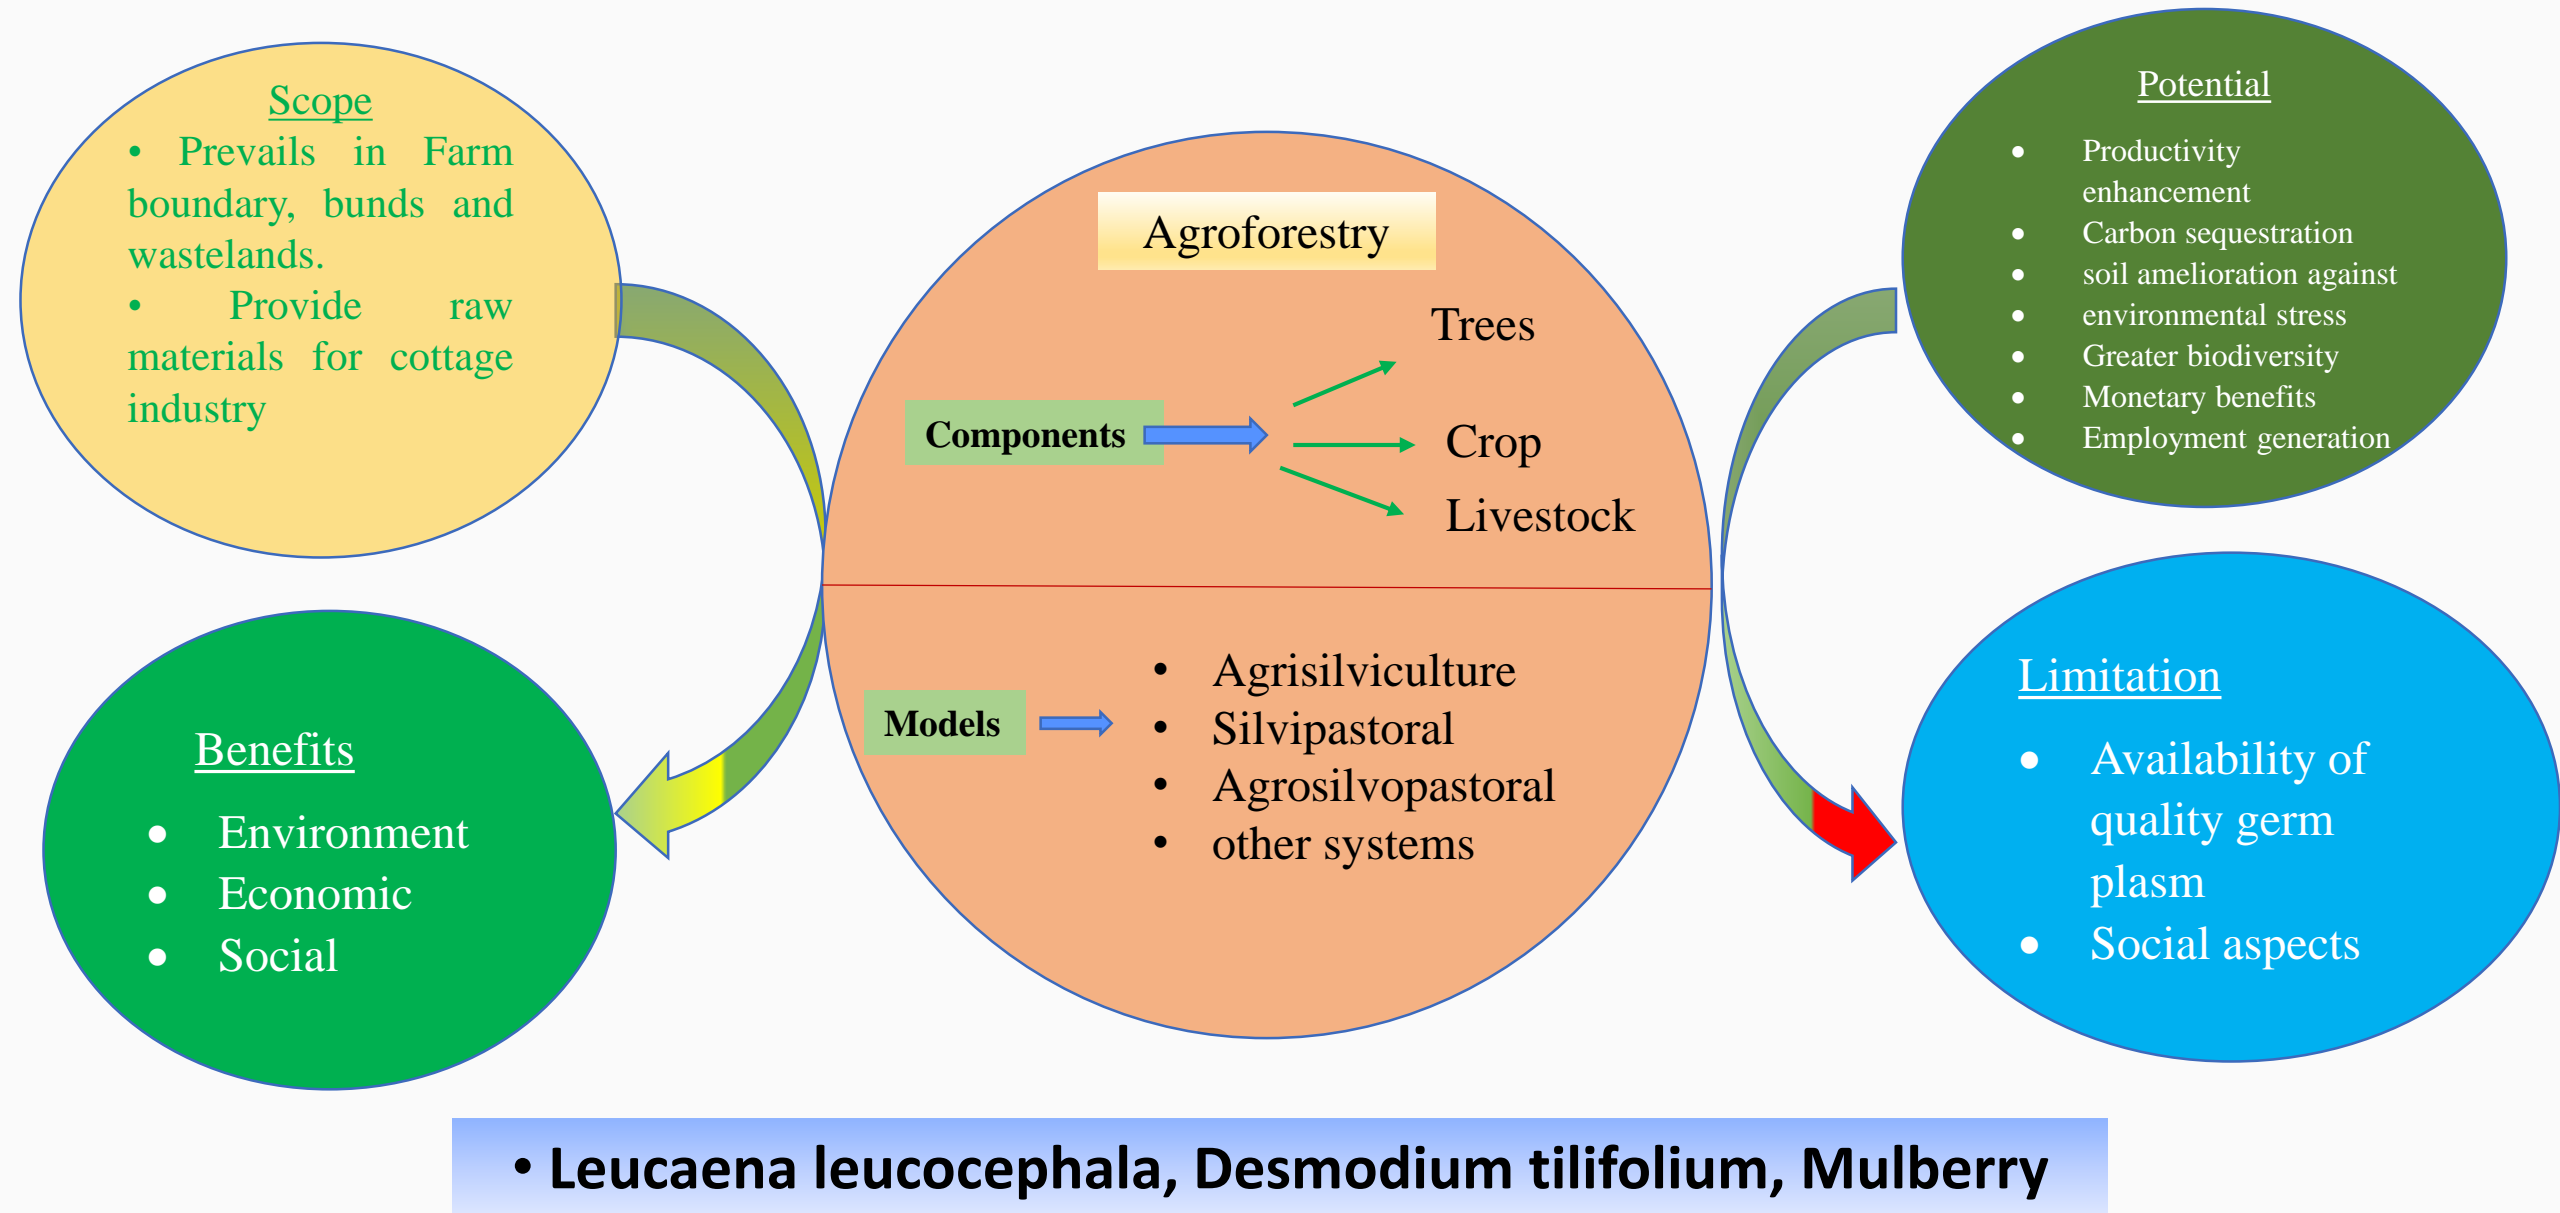 Scope
• Prevails in Farm
boundary, bunds and
wastelands.
• Provide raw
materials for cottage
industry
Benefits
• Environment
• Economic
• Social
Agroforestry
Components
Trees
Crop
Livestock
Models
• Agrisilviculture
• Silvipastoral
• Agrosilvopastoral
• other systems
Potential
• Productivity
enhancement
• Carbon sequestration
• soil amelioration against
• environmental stress
• Greater biodiversity
• Monetary benefits
• Employment generation
Limitation
• Availability of
quality germ
plasm
• Social aspects
• Leucaena leucocephala, Desmodium tilifolium, Mulberry